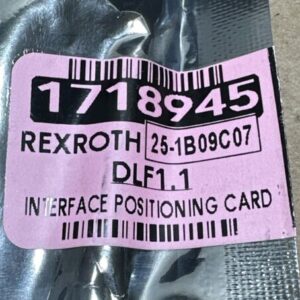 1718945
REXROTH 25-1B09C07
DLF1.1
INTERFACE POSITIONING CARD